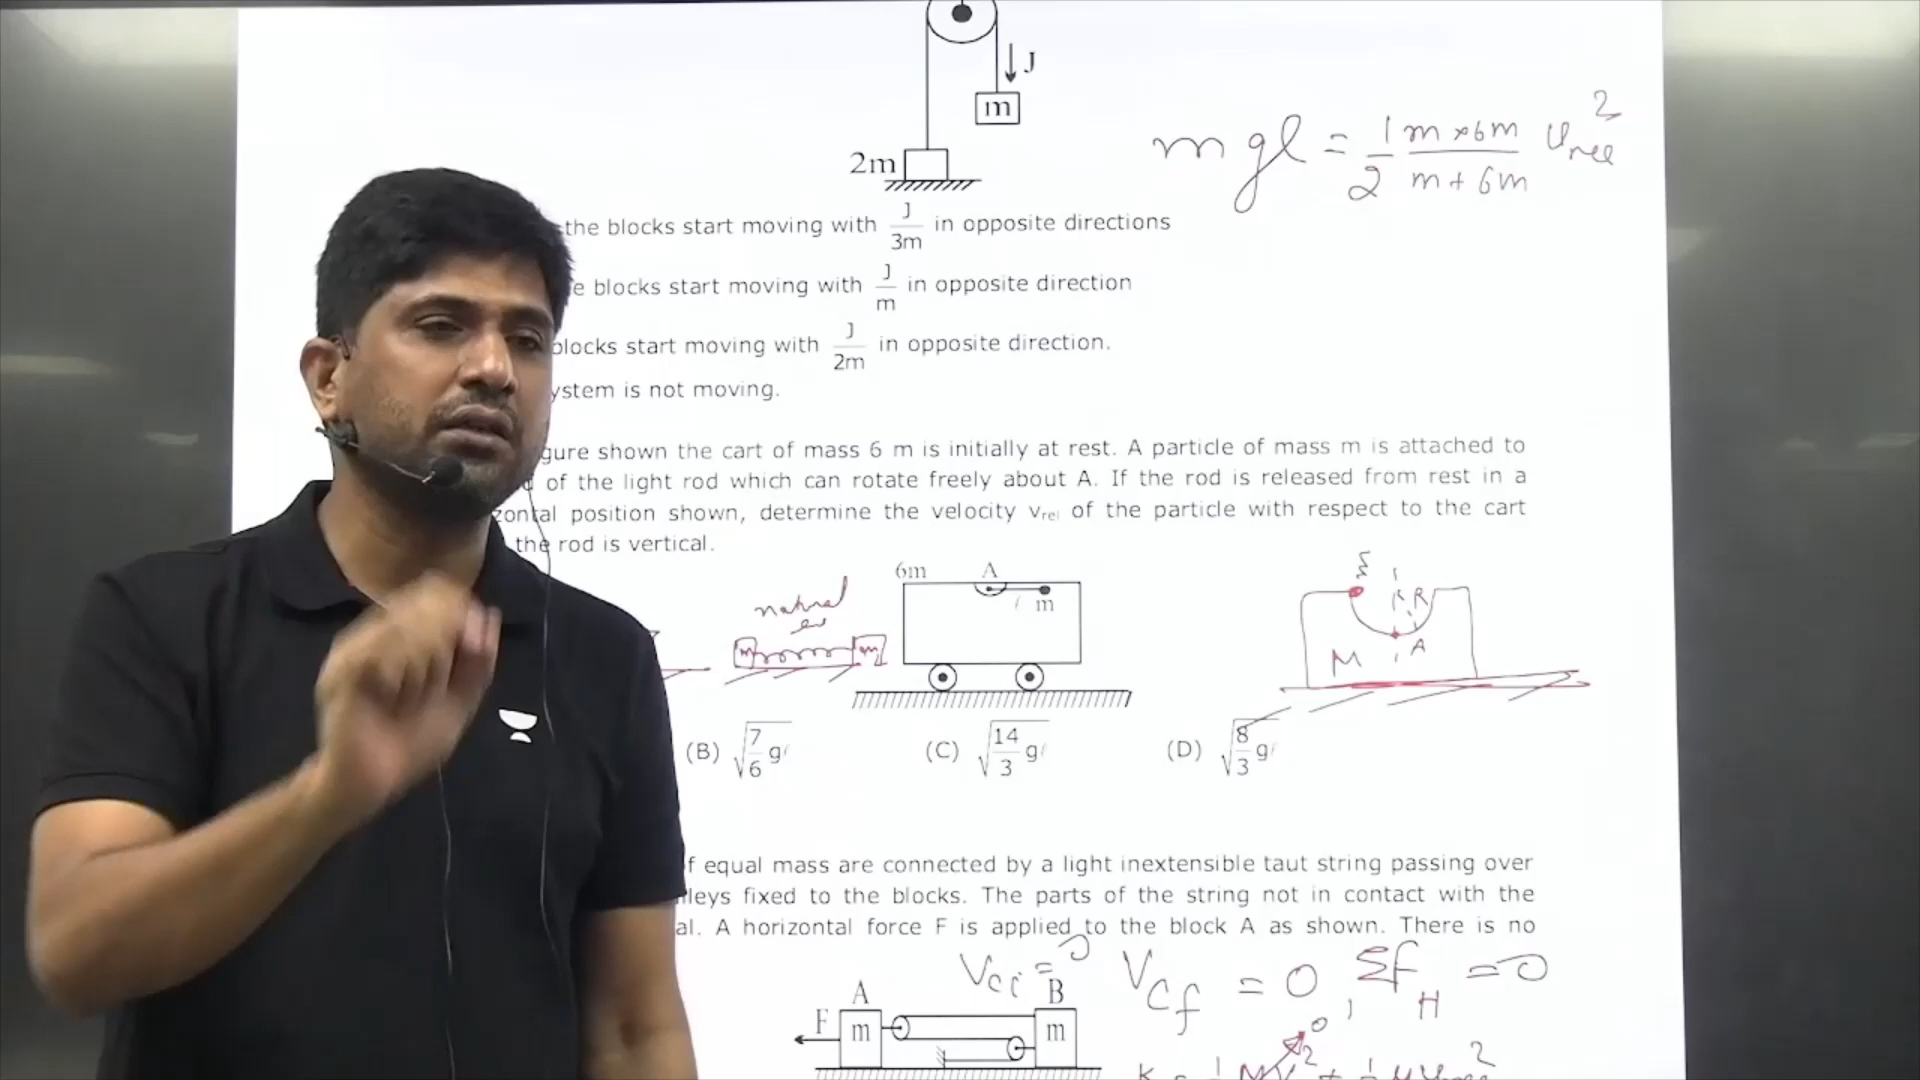 J
m
2m
m gl = 1/2 m×6m/m+6m v_rel^2
the blocks start moving with J/3m in opposite directions
blocks start moving with J/m in opposite direction
blocks start moving with J/2m in opposite direction.
system is not moving.
shown the cart of mass 6 m is initially at rest. A particle of mass m is attached to
of the light rod which can rotate freely about A. If the rod is released from rest in a
position shown, determine the velocity v_rel of the particle with respect to the cart
the rod is vertical.
6m A
m
natural
m m
R
A
M
(B) √(7/6 gℓ) (C) √(14/3 gℓ) (D) √(8/3 gℓ)
f equal mass are connected by a light inextensible taut string passing over
fixed to the blocks. The parts of the string not in contact with the
A horizontal force F is applied to the block A as shown. There is no
V_ci = 0 V_cf = 0, ΣF_H = 0
A B
F m m